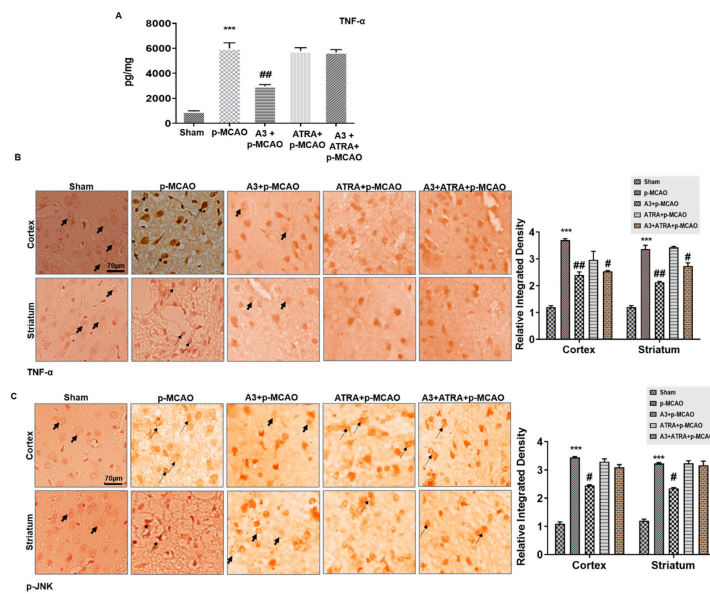 A
TNF-α
***
##
pg/mg
8000
6000
4000
2000
0
Sham
p-MCAO
A3 +
p-MCAO
ATRA+
p-MCAO
A3 +
ATRA+
p-MCAO
B
Sham
p-MCAO
A3+p-MCAO
ATRA+p-MCAO
A3+ATRA+p-MCAO
Cortex
70µm
Striatum
TNF-α
Sham
p-MCAO
A3+p-MCAO
ATRA+p-MCAO
A3+ATRA+p-MCAO
Relative Integrated Density
4
3
2
1
0
***
##
#
***
##
#
Cortex
Striatum
C
Sham
p-MCAO
A3+p-MCAO
ATRA+p-MCAO
A3+ATRA+p-MCAO
Cortex
70µm
Striatum
p-JNK
Sham
p-MCAO
A3+p-MCAO
ATRA+p-MCAO
A3+ATRA+p-MCA
Relative Integrated Density
4
3
2
1
0
***
#
***
#
Cortex
Striatum